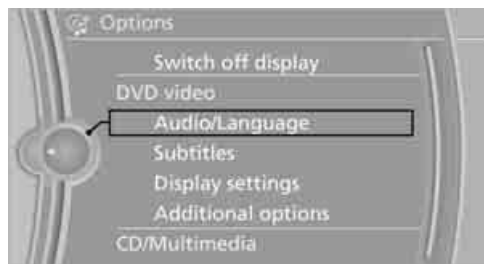 Options
Switch off display
DVD video
Audio/Language
Subtitles
Display settings
Additional options
CD/Multimedia